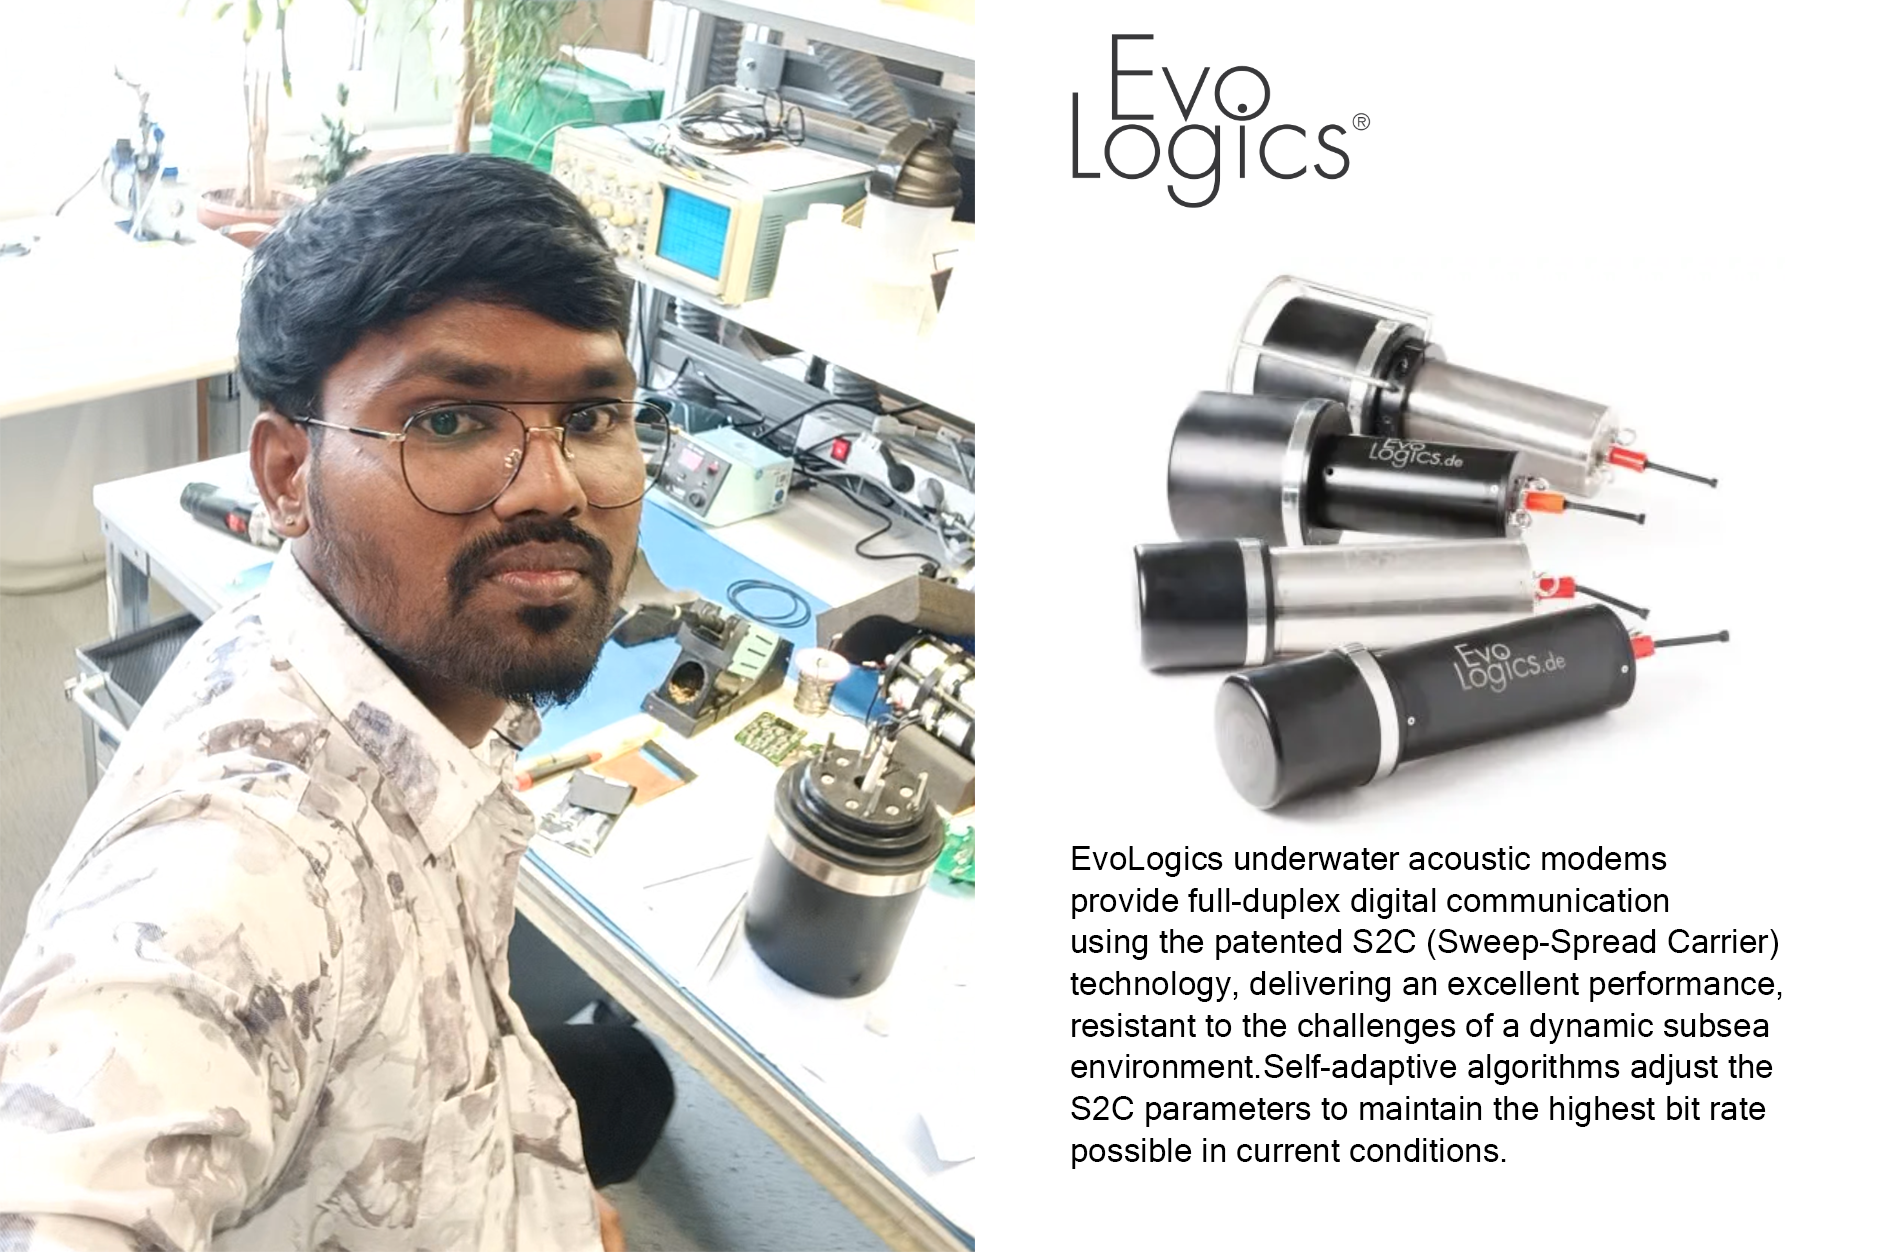 Evo
Logics®
Evo
Logics.de
Evo
Logics.de
EvoLogics underwater acoustic modems
provide full-duplex digital communication
using the patented S2C (Sweep-Spread Carrier)
technology, delivering an excellent performance,
resistant to the challenges of a dynamic subsea
environment.Self-adaptive algorithms adjust the
S2C parameters to maintain the highest bit rate
possible in current conditions.